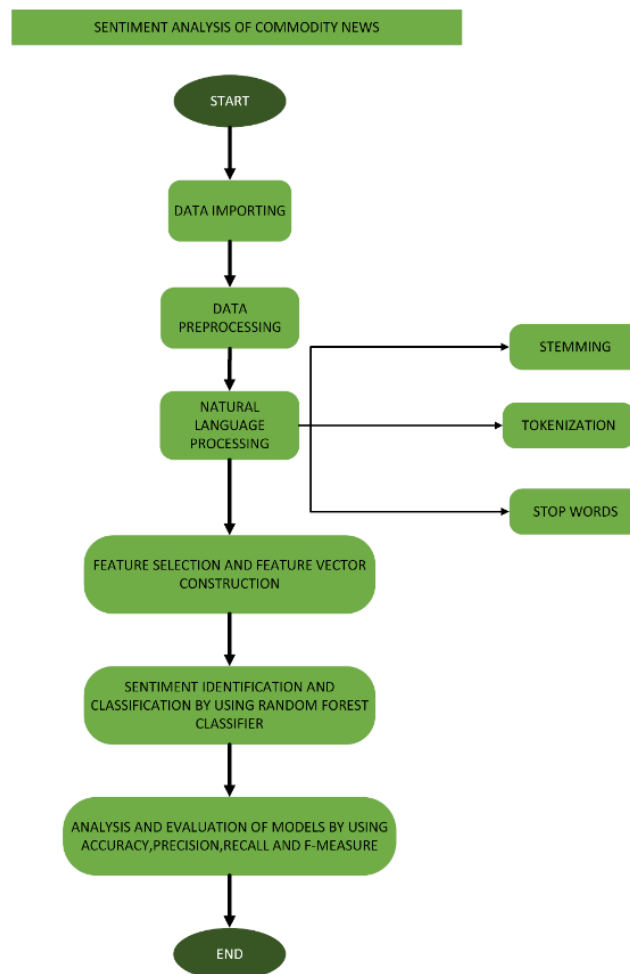 SENTIMENT ANALYSIS OF COMMODITY NEWS
START
DATA IMPORTING
DATA
PREPROCESSING
NATURAL
LANGUAGE
PROCESSING
STEMMING
TOKENIZATION
STOP WORDS
FEATURE SELECTION AND FEATURE VECTOR
CONSTRUCTION
SENTIMENT IDENTIFICATION AND
CLASSIFICATION BY USING RANDOM FOREST
CLASSIFIER
ANALYSIS AND EVALUATION OF MODELS BY USING
ACCURACY,PRECISION,RECALL AND F-MEASURE
END